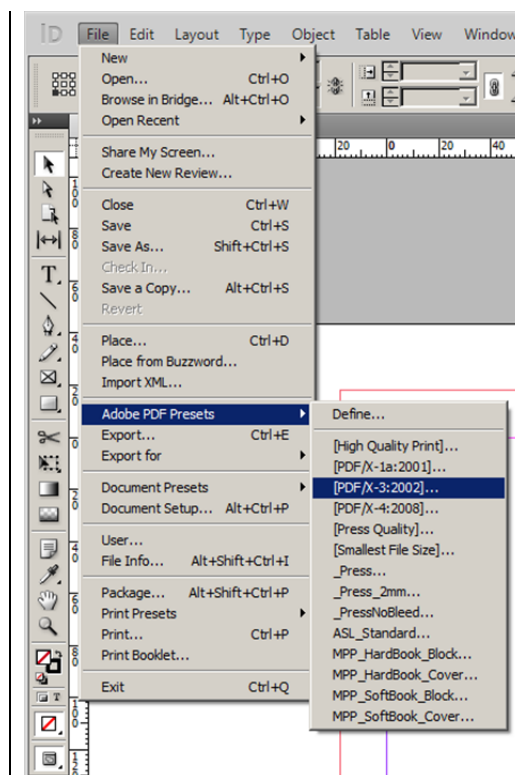 ID File Edit Layout Type Object Table View Window
New
Open... Ctrl+O
Browse in Bridge... Alt+Ctrl+O
Open Recent
Share My Screen...
Create New Review...
Close Ctrl+W
Save Ctrl+S
Save As... Shift+Ctrl+S
Check In...
Save a Copy... Alt+Ctrl+S
Revert
Place... Ctrl+D
Place from Buzzword...
Import XML...
Adobe PDF Presets
Export... Ctrl+E
Export for
Document Presets
Document Setup... Alt+Ctrl+P
User...
File Info... Alt+Shift+Ctrl+I
Package... Alt+Shift+Ctrl+P
Print Presets
Print... Ctrl+P
Print Booklet...
Exit Ctrl+Q
Define...
[High Quality Print]...
[PDF/X-1a:2001]...
[PDF/X-3:2002]...
[PDF/X-4:2008]...
[Press Quality]...
[Smallest File Size]...
_Press...
_Press_2mm...
_PressNoBleed...
ASL_Standard...
MPP_HardBook_Block...
MPP_HardBook_Cover...
MPP_SoftBook_Block...
MPP_SoftBook_Cover...
20 0 20 40